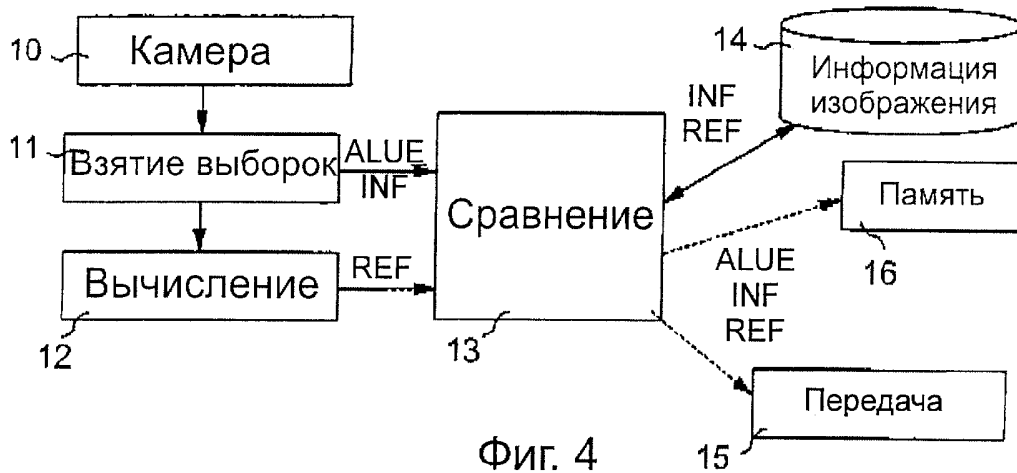 10
Камера
14
Информация
изображения
INF
REF
11
Взятие выборок
ALUE
INF
Сравнение
Память
16
Вычисление
REF
12
13
ALUE
INF
REF
Передача
15
Фиг. 4